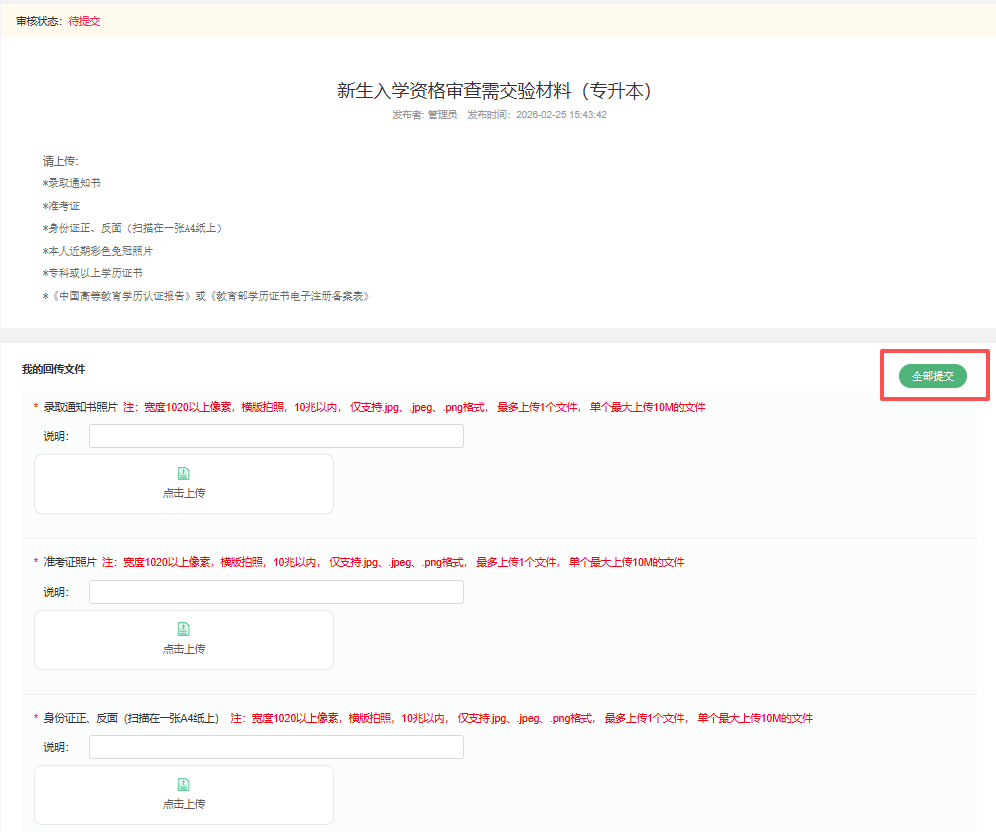 审核状态：待提交
新生入学资格审查需交验材料（专升本）
发布者: 管理员 发布时间: 2026-02-25 15:43:42
请上传：
*录取通知书
*准考证
*身份证正、反面（扫描在一张A4纸上）
*本人近期彩色免冠照片
*专科或以上学历证书
*《中国高等教育学历认证报告》或《教育部学历证书电子注册备案表》
我的回传文件
全部提交
* 录取通知书照片 注：宽度1020以上像素，横版拍照，10兆以内， 仅支持.jpg、.jpeg、.png格式， 最多上传1个文件， 单个最大上传10M的文件
说明：
点击上传
* 准考证照片 注：宽度1020以上像素，横版拍照，10兆以内， 仅支持.jpg、.jpeg、.png格式， 最多上传1个文件， 单个最大上传10M的文件
说明：
点击上传
* 身份证正、反面（扫描在一张A4纸上） 注：宽度1020以上像素，横版拍照，10兆以内， 仅支持.jpg、.jpeg、.png格式， 最多上传1个文件， 单个最大上传10M的文件
说明：
点击上传